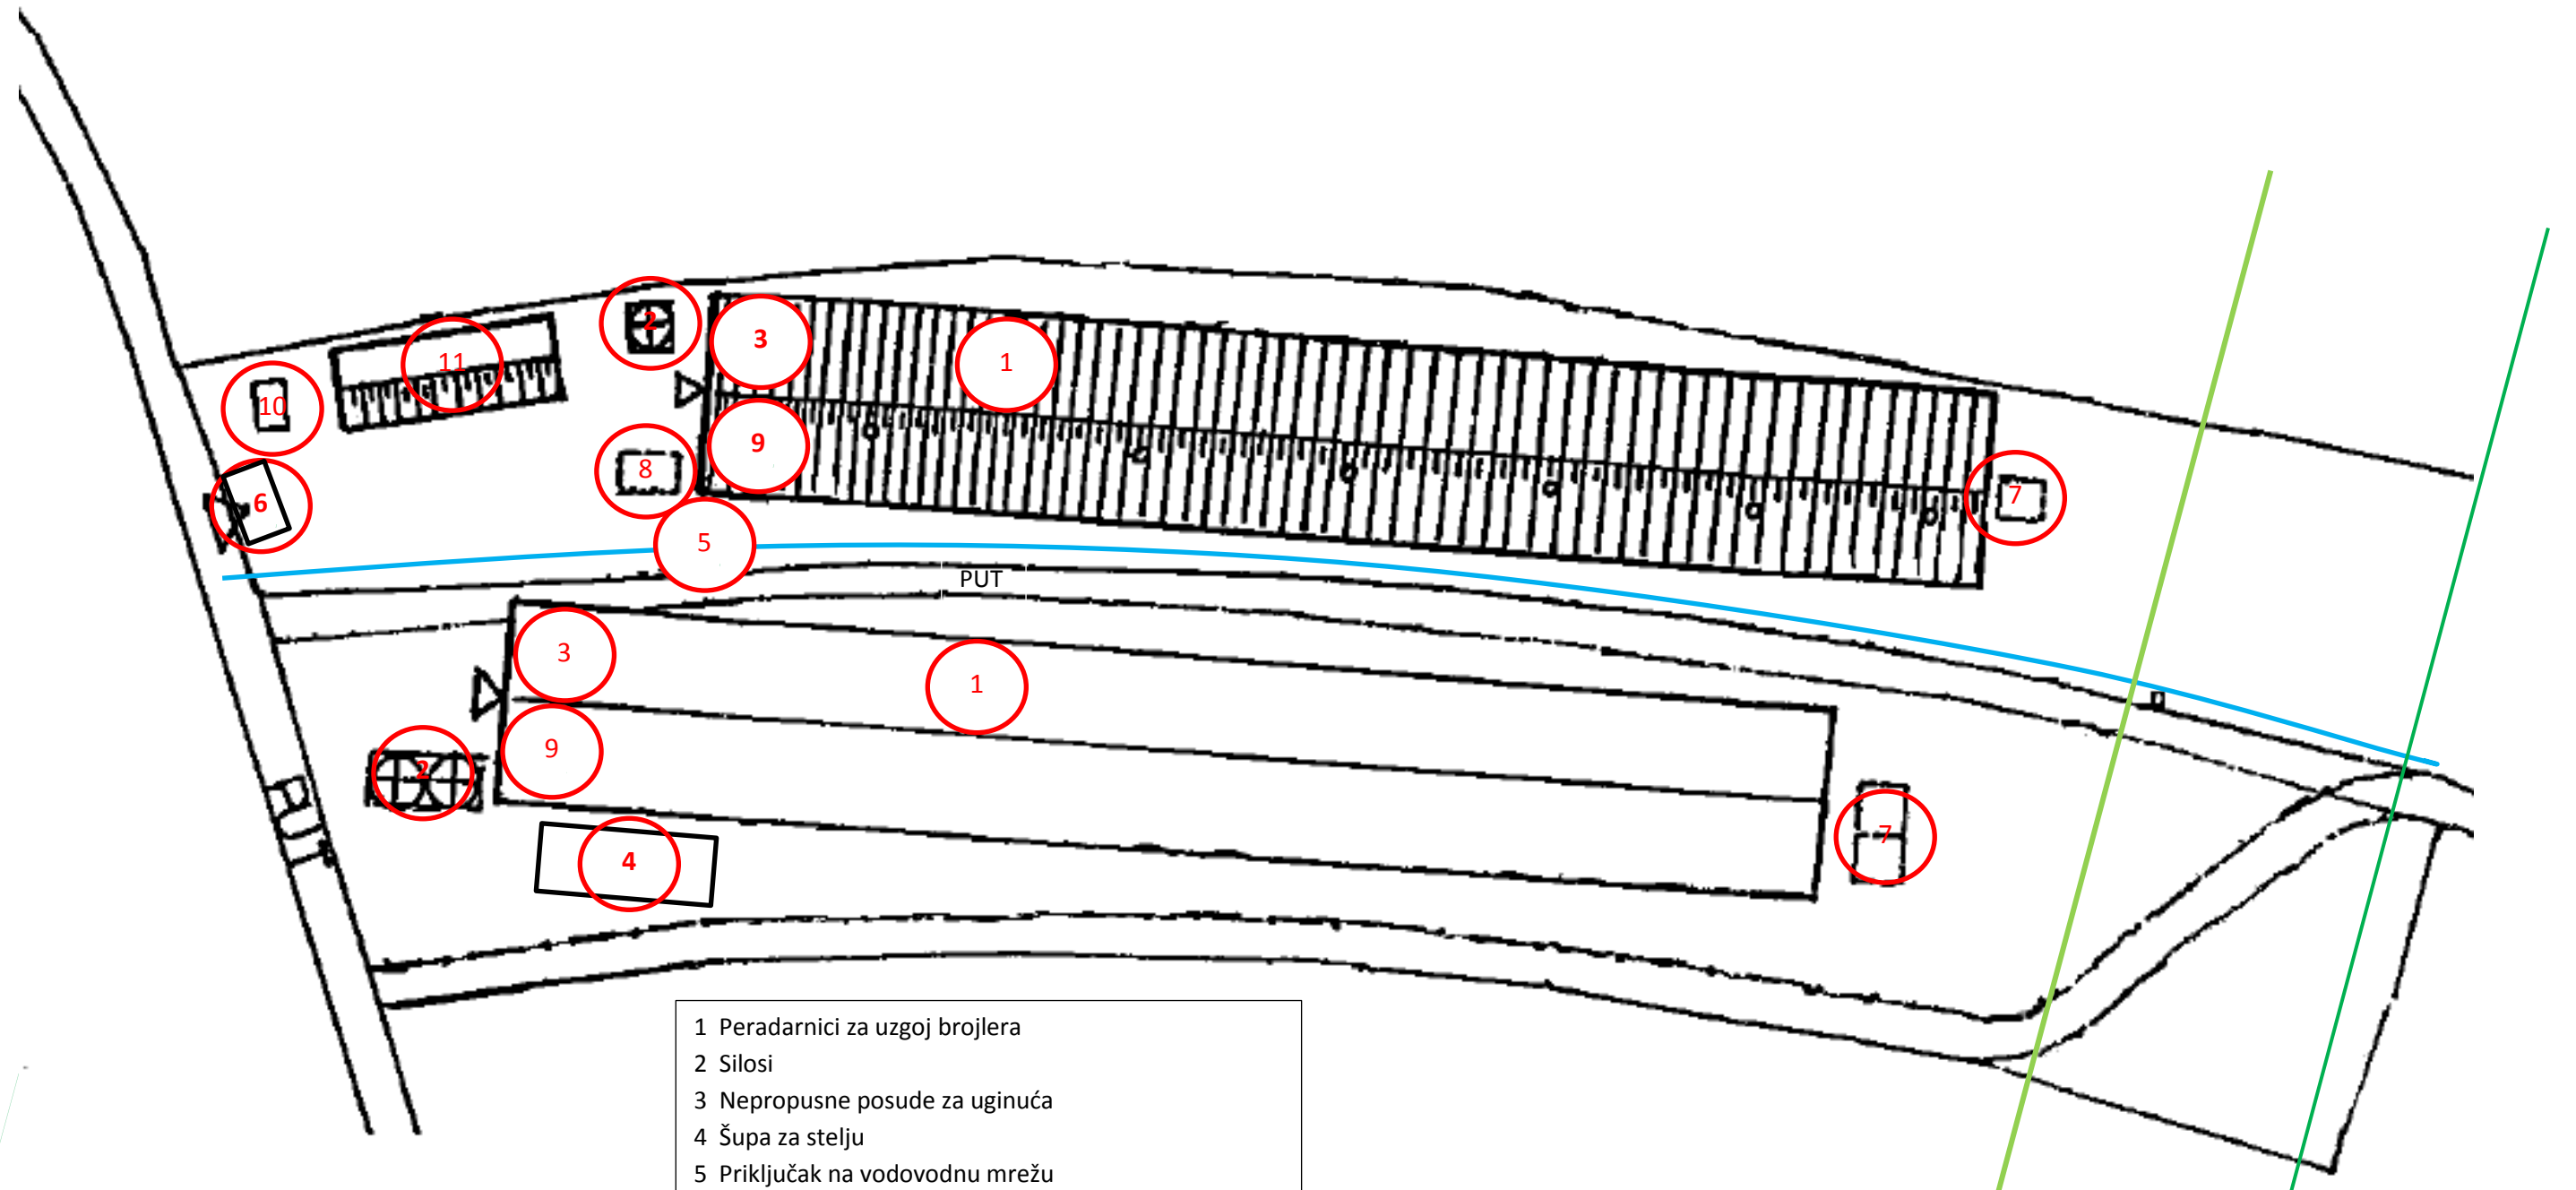 2
3
1
11
10
9
8
6
7
5
PUT
3
1
9
2
PUT
7
4
1 Peradarnici za uzgoj brojlera
2 Silosi
3 Nepropusne posude za uginuća
4 Šupa za stelju
5 Priključak na vodovodnu mrežu